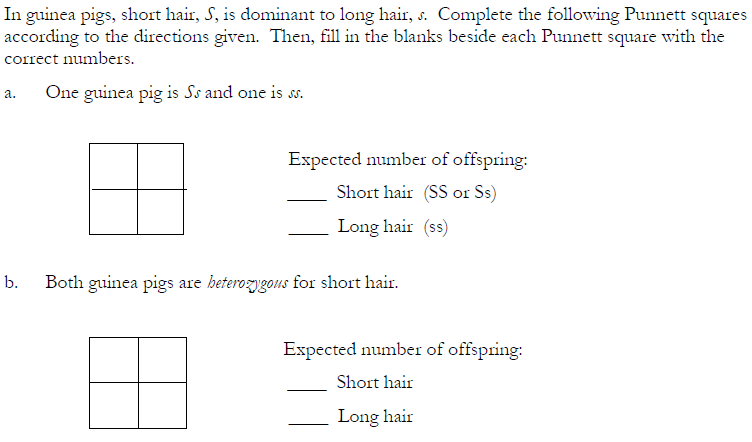 In guinea pigs, short hair, S, is dominant to long hair, s. Complete the following Punnett squares
according to the directions given. Then, fill in the blanks beside each Punnett square with the
correct numbers.
a. One guinea pig is Ss and one is ss.
Expected number of offspring:
____ Short hair (SS or Ss)
____ Long hair (ss)
b. Both guinea pigs are heterozygous for short hair.
Expected number of offspring:
____ Short hair
____ Long hair